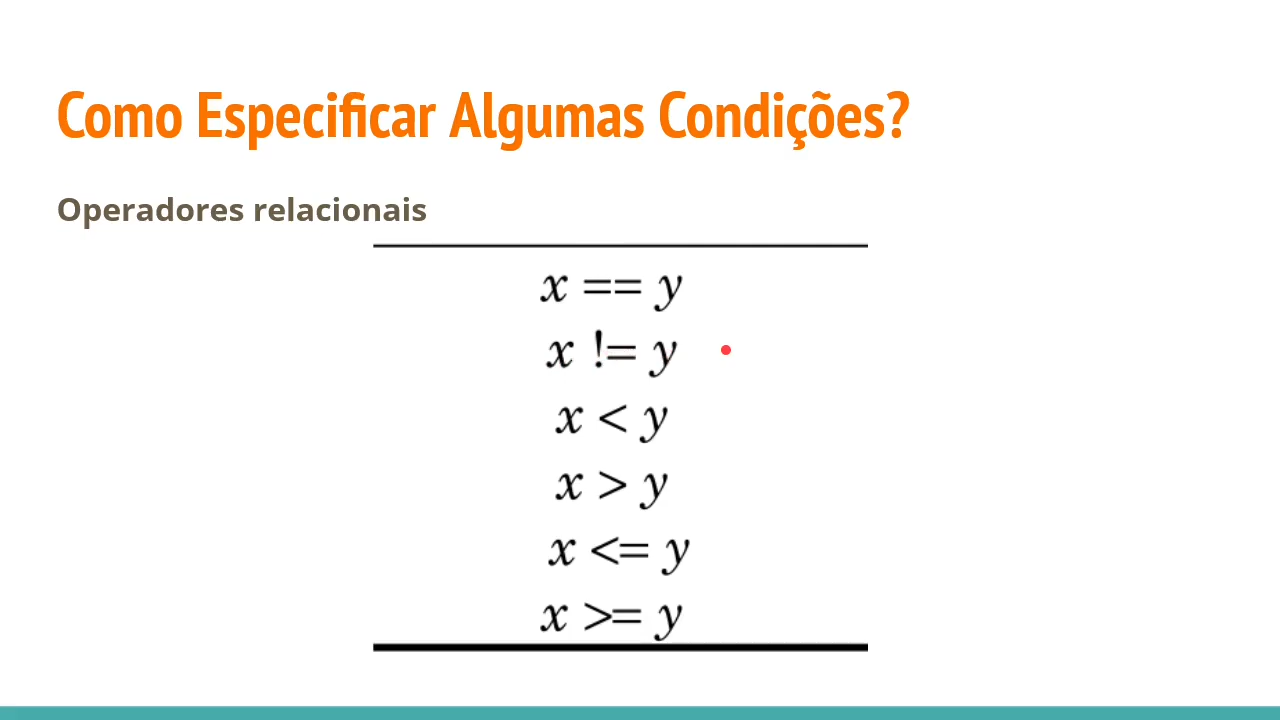 Como Especificar Algumas Condições?
Operadores relacionais
x == y
x != y
x < y
x > y
x <= y
x >= y